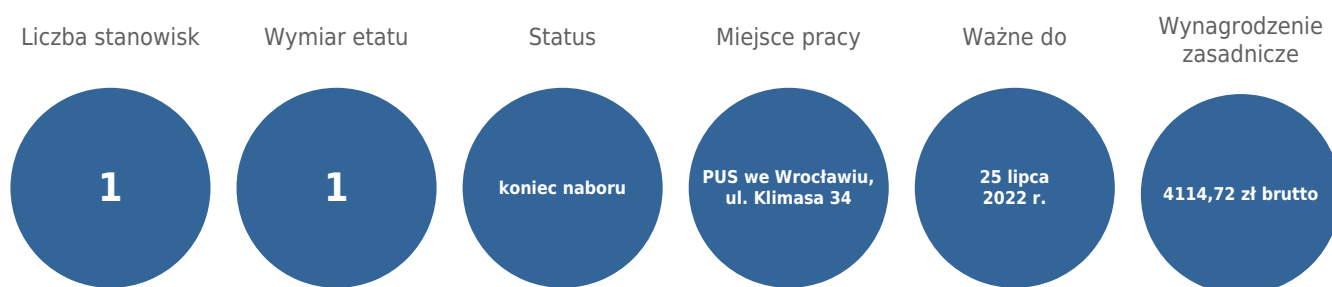 Liczba stanowisk
Wymiar etatu
Status
Miejsce pracy
Ważne do
Wynagrodzenie
zasadnicze
1
1
koniec naboru
PUS we Wrocławiu,
ul. Klimasa 34
25 lipca
2022 r.
4114,72 zł brutto